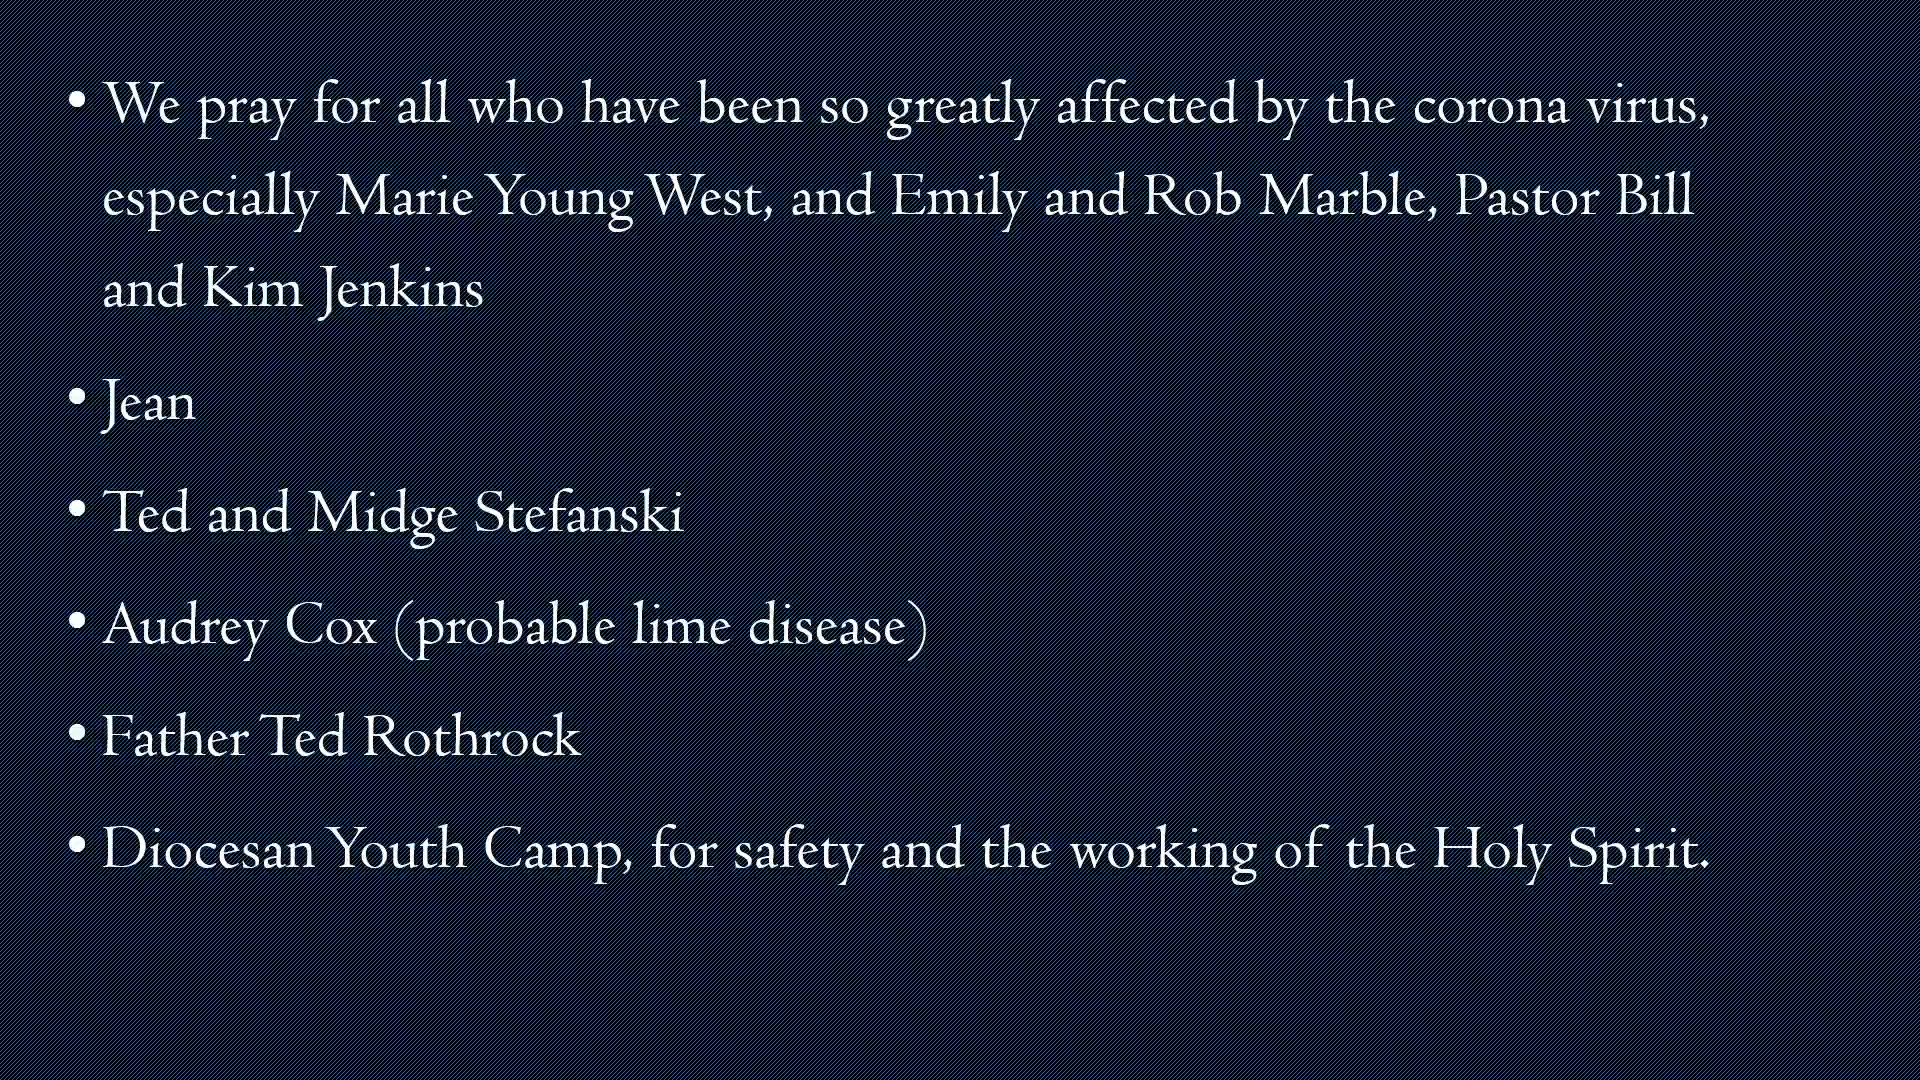 • We pray for all who have been so greatly affected by the corona virus,
especially Marie Young West, and Emily and Rob Marble, Pastor Bill
and Kim Jenkins
• Jean
• Ted and Midge Stefanski
• Audrey Cox (probable lime disease)
• Father Ted Rothrock
• Diocesan Youth Camp, for safety and the working of the Holy Spirit.